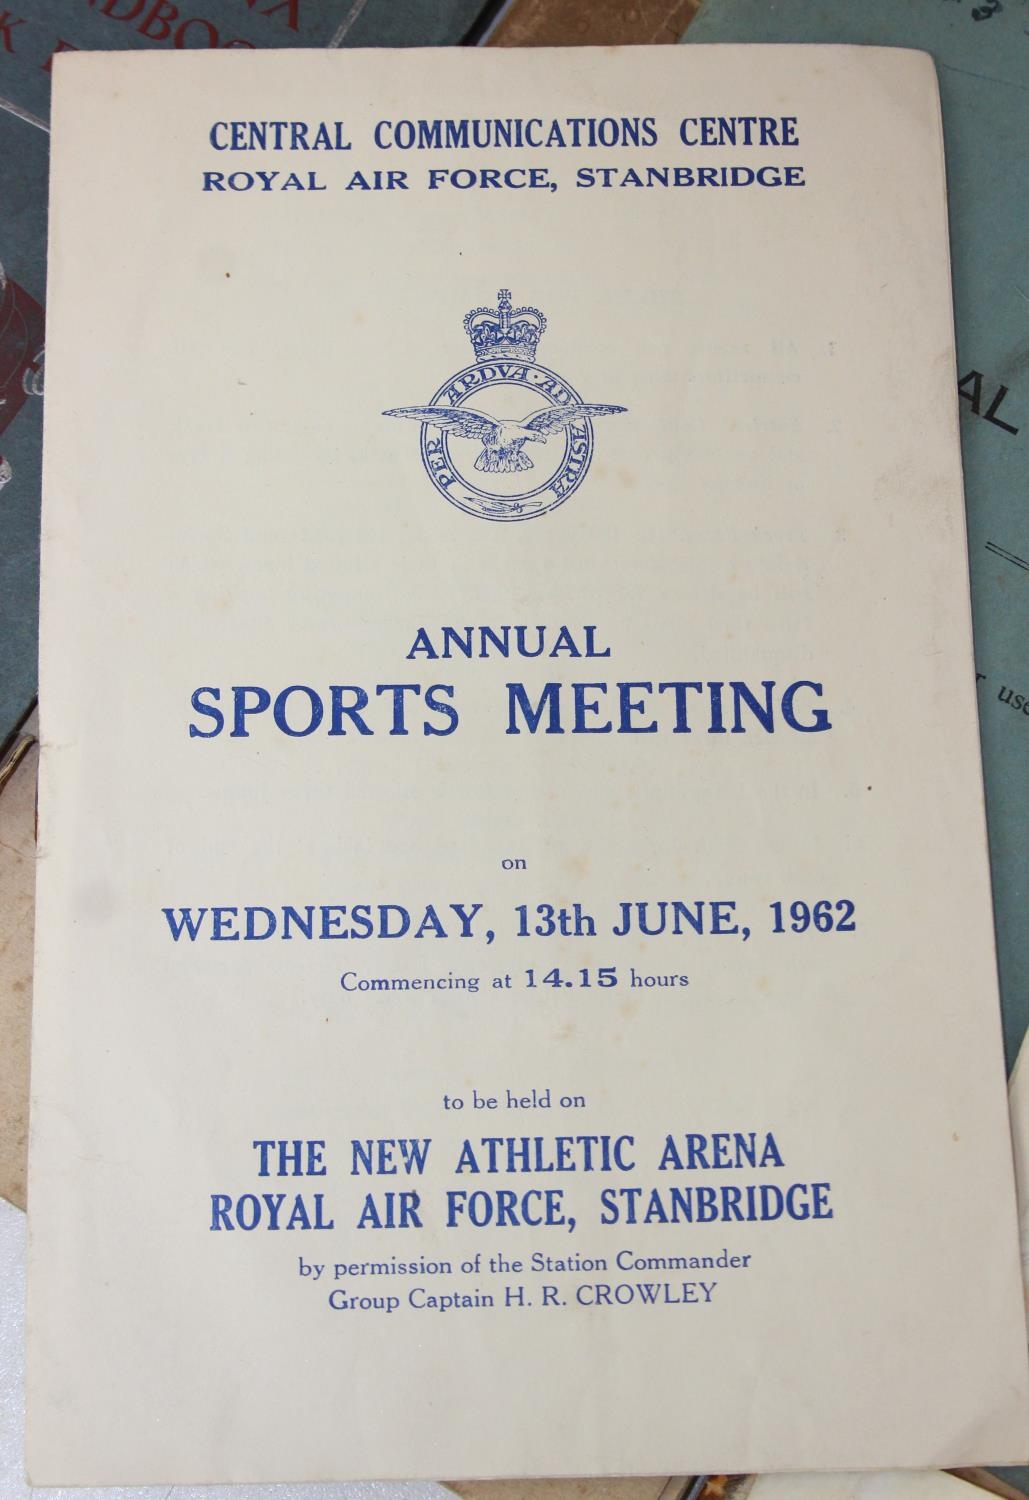 CENTRAL COMMUNICATIONS CENTRE
ROYAL AIR FORCE, STANBRIDGE
PER ARDVA · AD ASTRA
ANNUAL
SPORTS MEETING
on
WEDNESDAY, 13th JUNE, 1962
Commencing at 14.15 hours
to be held on
THE NEW ATHLETIC ARENA
ROYAL AIR FORCE, STANBRIDGE
by permission of the Station Commander
Group Captain H. R. CROWLEY